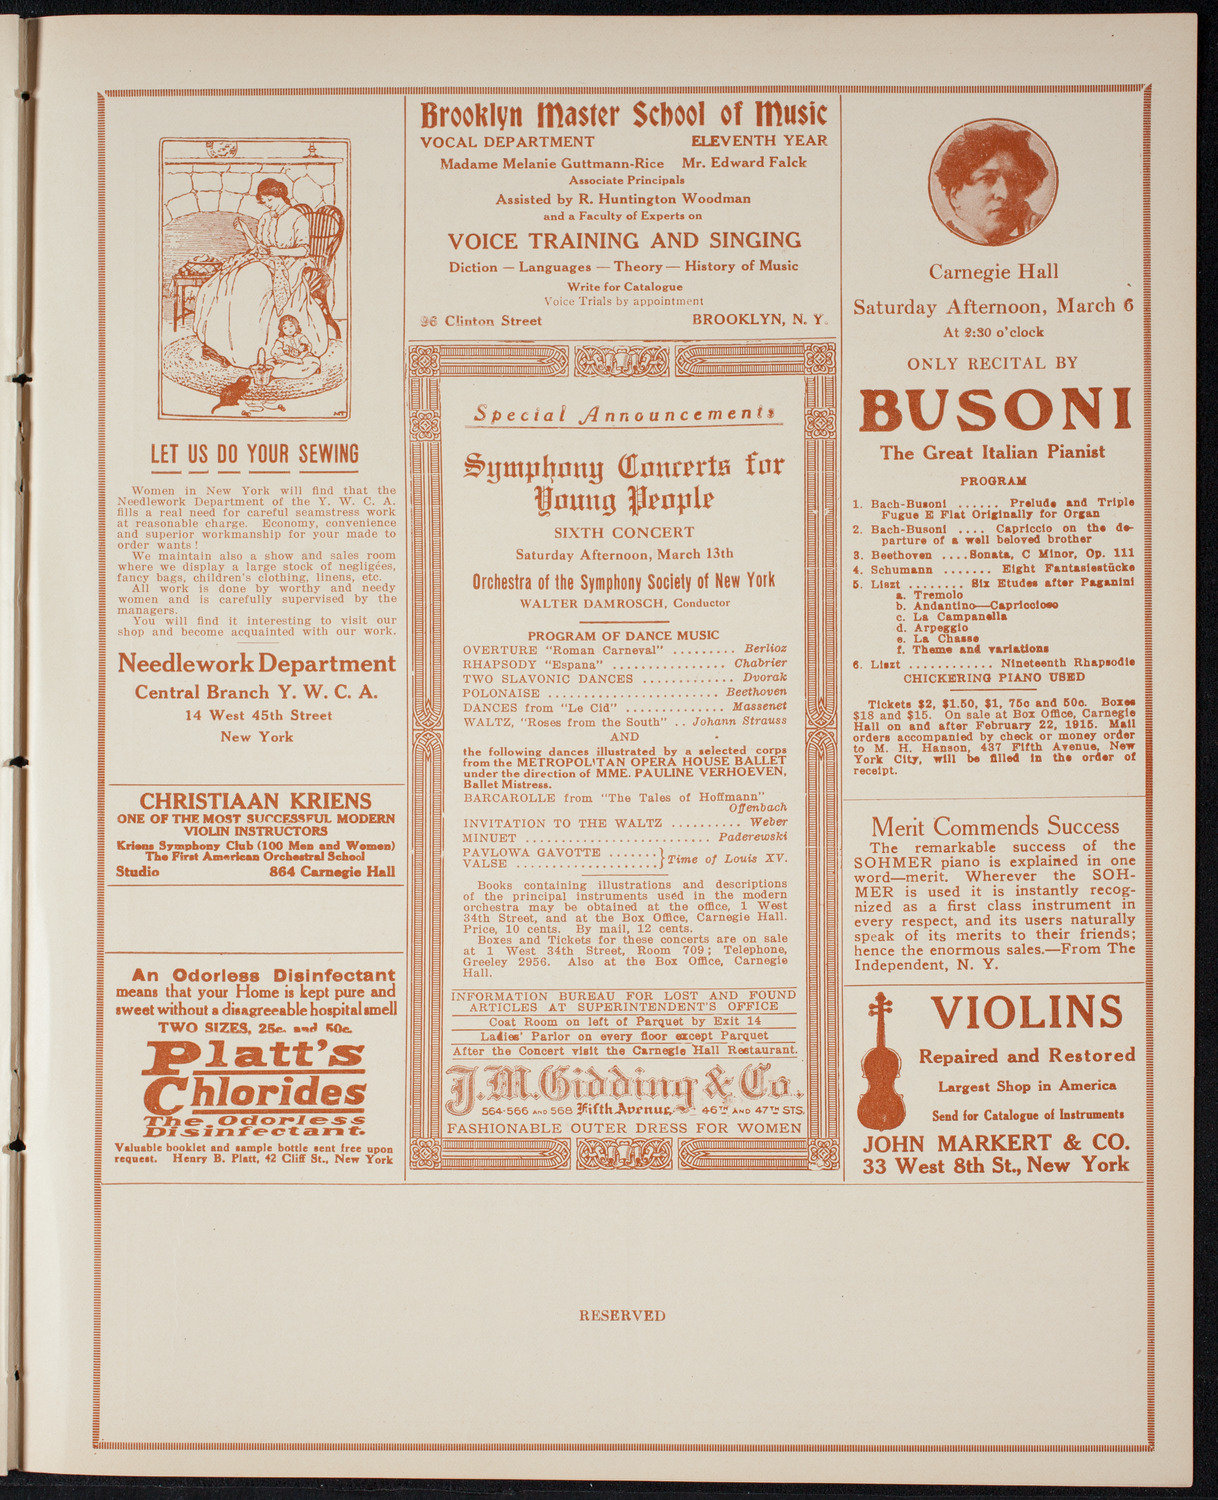 LET US DO YOUR SEWING
Women in New York will find that the
Needlework Department of the Y. W. C. A.
fills a real need for careful seamstress work
at reasonable charge. Economy, convenience
and superior workmanship for your made to
order wants!
We maintain also a show and sales room
where we display a large stock of negligées,
fancy bags, children's clothing, linens, etc.
All work is done by worthy and needy
women and is carefully supervised by the
managers.
You will find it interesting to visit our
shop and become acquainted with our work.
Needlework Department
Central Branch Y. W. C. A.
14 West 45th Street
New York
CHRISTIAAN KRIENS
ONE OF THE MOST SUCCESSFUL MODERN
VIOLIN INSTRUCTORS
Kriens Symphony Club (100 Men and Women)
The First American Orchestral School
Studio 864 Carnegie Hall
An Odorless Disinfectant
means that your Home is kept pure and
sweet without a disagreeable hospital smell
TWO SIZES, 25c. and 50c.
Platt's
Chlorides
The Odorless
Disinfectant.
Valuable booklet and sample bottle sent free upon
request. Henry B. Platt, 42 Cliff St., New York
Brooklyn Master School of Music
VOCAL DEPARTMENT ELEVENTH YEAR
Madame Melanie Guttmann-Rice Mr. Edward Falck
Associate Principals
Assisted by R. Huntington Woodman
and a Faculty of Experts on
VOICE TRAINING AND SINGING
Diction — Languages — Theory — History of Music
Write for Catalogue
Voice Trials by appointment
96 Clinton Street BROOKLYN, N. Y.
Special Announcements
Symphony Concerts for
Young People
SIXTH CONCERT
Saturday Afternoon, March 13th
Orchestra of the Symphony Society of New York
WALTER DAMROSCH, Conductor
PROGRAM OF DANCE MUSIC
OVERTURE "Roman Carneval" ......... Berlioz
RHAPSODY "Espana" ................ Chabrier
TWO SLAVONIC DANCES ............. Dvorak
POLONAISE ......................... Beethoven
DANCES from "Le Cid" ............. Massenet
WALTZ, "Roses from the South" .. Johann Strauss
AND
the following dances illustrated by a selected corps
from the METROPOLITAN OPERA HOUSE BALLET
under the direction of MME. PAULINE VERHOEVEN,
Ballet Mistress.
BARCAROLLE from "The Tales of Hoffmann"
Offenbach
INVITATION TO THE WALTZ .......... Weber
MINUET ........................... Paderewski
PAVLOWA GAVOTTE .......} Time of Louis XV.
VALSE .....................}
Books containing illustrations and descriptions
of the principal instruments used in the modern
orchestra may be obtained at the office, 1 West
34th Street, and at the Box Office, Carnegie Hall.
Price, 10 cents. By mail, 12 cents.
Boxes and Tickets for these concerts are on sale
at 1 West 34th Street, Room 709; Telephone,
Greeley 2956. Also at the Box Office, Carnegie
Hall.
INFORMATION BUREAU FOR LOST AND FOUND
ARTICLES AT SUPERINTENDENT'S OFFICE
Coat Room on left of Parquet by Exit 14
Ladies' Parlor on every floor except Parquet
After the Concert visit the Carnegie Hall Restaurant.
J.M. Gidding & Co.
564-566 AND 568 Fifth Avenue, 46TH AND 47TH STS.
FASHIONABLE OUTER DRESS FOR WOMEN
Carnegie Hall
Saturday Afternoon, March 6
At 2:30 o'clock
ONLY RECITAL BY
BUSONI
The Great Italian Pianist
PROGRAM
1. Bach-Busoni ...... Prelude and Triple
Fugue E Flat Originally for Organ
2. Bach-Busoni .... Capriccio on the de-
parture of a well beloved brother
3. Beethoven ....Sonata, C Minor, Op. 111
4. Schumann ....... Eight Fantasiestücke
5. Liszt ........ Six Etudes after Paganini
a. Tremolo
b. Andantino—Capriccioso
c. La Campanella
d. Arpeggio
e. La Chasse
f. Theme and variations
6. Liszt ............ Nineteenth Rhapsodie
CHICKERING PIANO USED
Tickets $2, $1.50, $1, 75c and 50c. Boxes
$18 and $15. On sale at Box Office, Carnegie
Hall on and after February 22, 1915. Mail
orders accompanied by check or money order
to M. H. Hanson, 437 Fifth Avenue, New
York City, will be filled in the order of
receipt.
Merit Commends Success
The remarkable success of the
SOHMER piano is explained in one
word—merit. Wherever the SOH-
MER is used it is instantly recog-
nized as a first class instrument in
every respect, and its users naturally
speak of its merits to their friends;
hence the enormous sales.—From The
Independent, N. Y.
VIOLINS
Repaired and Restored
Largest Shop in America
Send for Catalogue of Instruments
JOHN MARKERT & CO.
33 West 8th St., New York
RESERVED